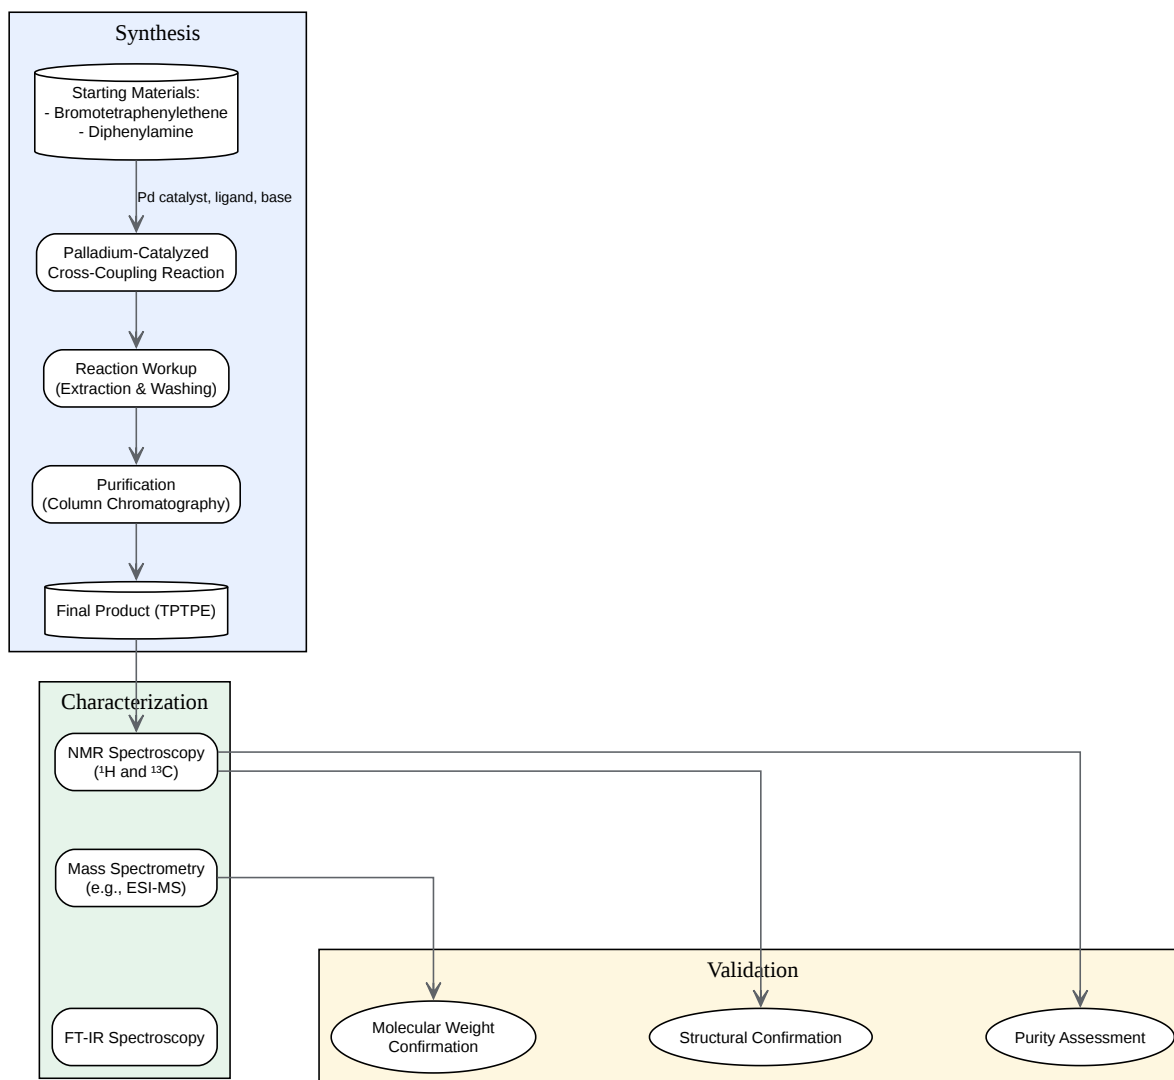 Synthesis
Starting Materials:
- Bromotetraphenylethene
- Diphenylamine
Pd catalyst, ligand, base
Palladium-Catalyzed
Cross-Coupling Reaction
Reaction Workup
(Extraction & Washing)
Purification
(Column Chromatography)
Final Product (TPTPE)
Characterization
NMR Spectroscopy
(¹H and ¹³C)
Mass Spectrometry
(e.g., ESI-MS)
FT-IR Spectroscopy
Validation
Molecular Weight
Confirmation
Structural Confirmation
Purity Assessment